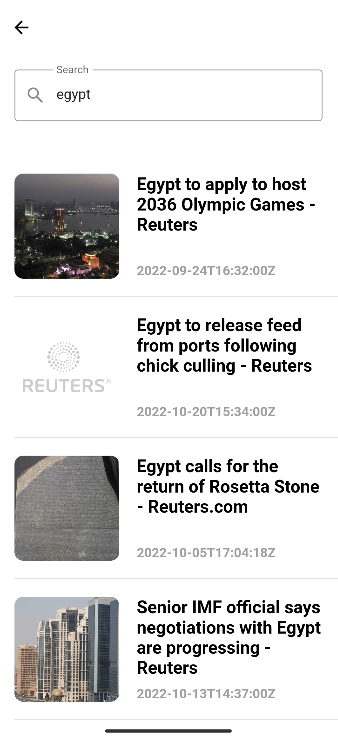 Search
egypt
Egypt to apply to host
2036 Olympic Games -
Reuters
2022-09-24T16:32:00Z
REUTERS®
Egypt to release feed
from ports following
chick culling - Reuters
2022-10-20T15:34:00Z
Egypt calls for the
return of Rosetta Stone
- Reuters.com
2022-10-05T17:04:18Z
Senior IMF official says
negotiations with Egypt
are progressing -
Reuters
2022-10-13T14:37:00Z